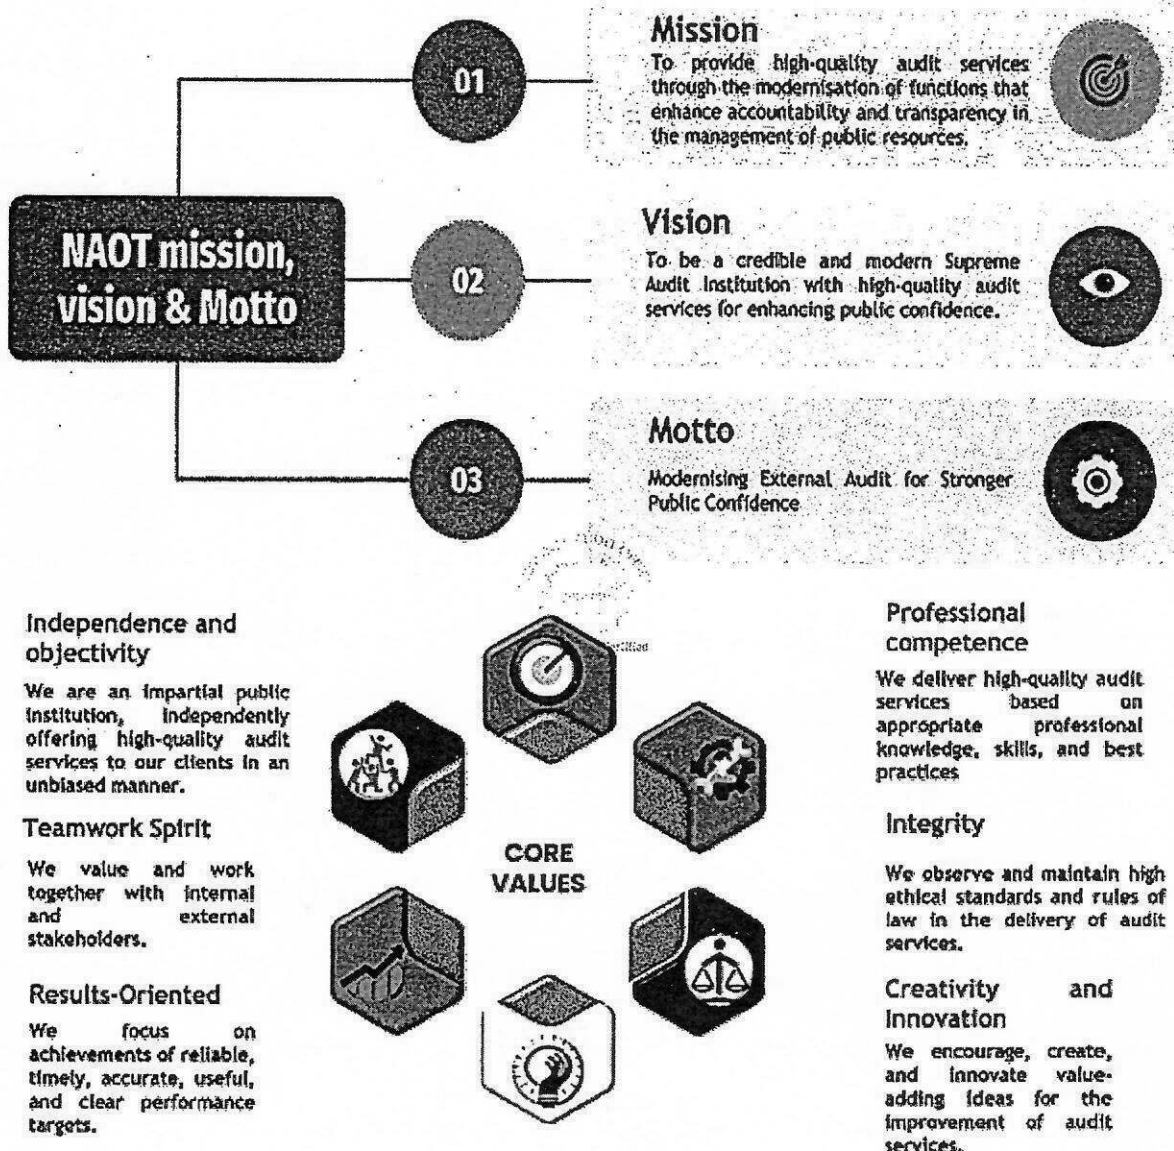 NAOT mission,
vision & Motto
01
Mission
To provide high-quality audit services
through the modernisation of functions that
enhance accountability and transparency in
the management of public resources.
02
Vision
To be a credible and modern Supreme
Audit Institution with high-quality audit
services for enhancing public confidence.
03
Motto
Modernising External Audit for Stronger
Public Confidence
Independence and
objectivity
We are an impartial public
institution, independently
offering high-quality audit
services to our clients in an
unbiased manner.
Teamwork Spirit
We value and work
together with internal
and external
stakeholders.
Results-Oriented
We focus on
achievements of reliable,
timely, accurate, useful,
and clear performance
targets.
CORE
VALUES
Professional
competence
We deliver high-quality audit
services based on
appropriate professional
knowledge, skills, and best
practices
Integrity
We observe and maintain high
ethical standards and rules of
law in the delivery of audit
services.
Creativity and
Innovation
We encourage, create,
and innovate value-
adding ideas for the
improvement of audit
services.